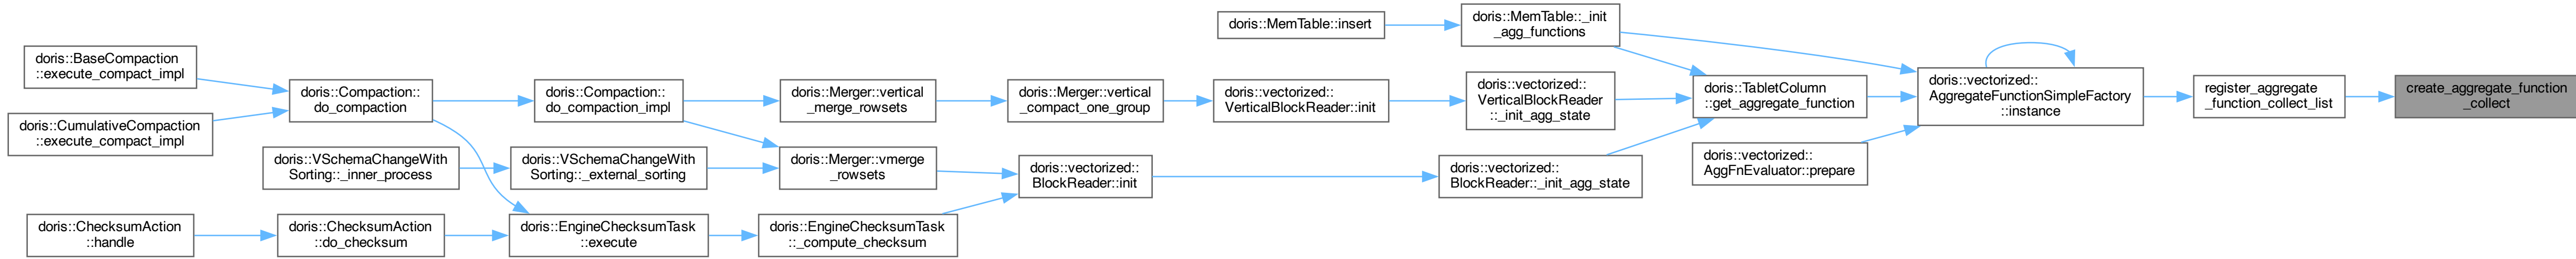 doris::BaseCompaction
::execute_compact_impl
doris::CumulativeCompaction
::execute_compact_impl
doris::Compaction::
do_compaction
doris::VSchemaChangeWith
Sorting::_inner_process
doris::ChecksumAction
::handle
doris::ChecksumAction
::do_checksum
doris::Compaction::
do_compaction_impl
doris::VSchemaChangeWith
Sorting::_external_sorting
doris::EngineChecksumTask
::execute
doris::Merger::vertical
_merge_rowsets
doris::Merger::vmerge
_rowsets
doris::EngineChecksumTask
::_compute_checksum
doris::Merger::vertical
_compact_one_group
doris::vectorized::
BlockReader::init
doris::MemTable::insert
doris::vectorized::
VerticalBlockReader::init
doris::MemTable::_init
_agg_functions
doris::vectorized::
VerticalBlockReader
::_init_agg_state
doris::vectorized::
BlockReader::_init_agg_state
doris::TabletColumn
::get_aggregate_function
doris::vectorized::
AggFnEvaluator::prepare
doris::vectorized::
AggregateFunctionSimpleFactory
::instance
register_aggregate
_function_collect_list
create_aggregate_function
_collect